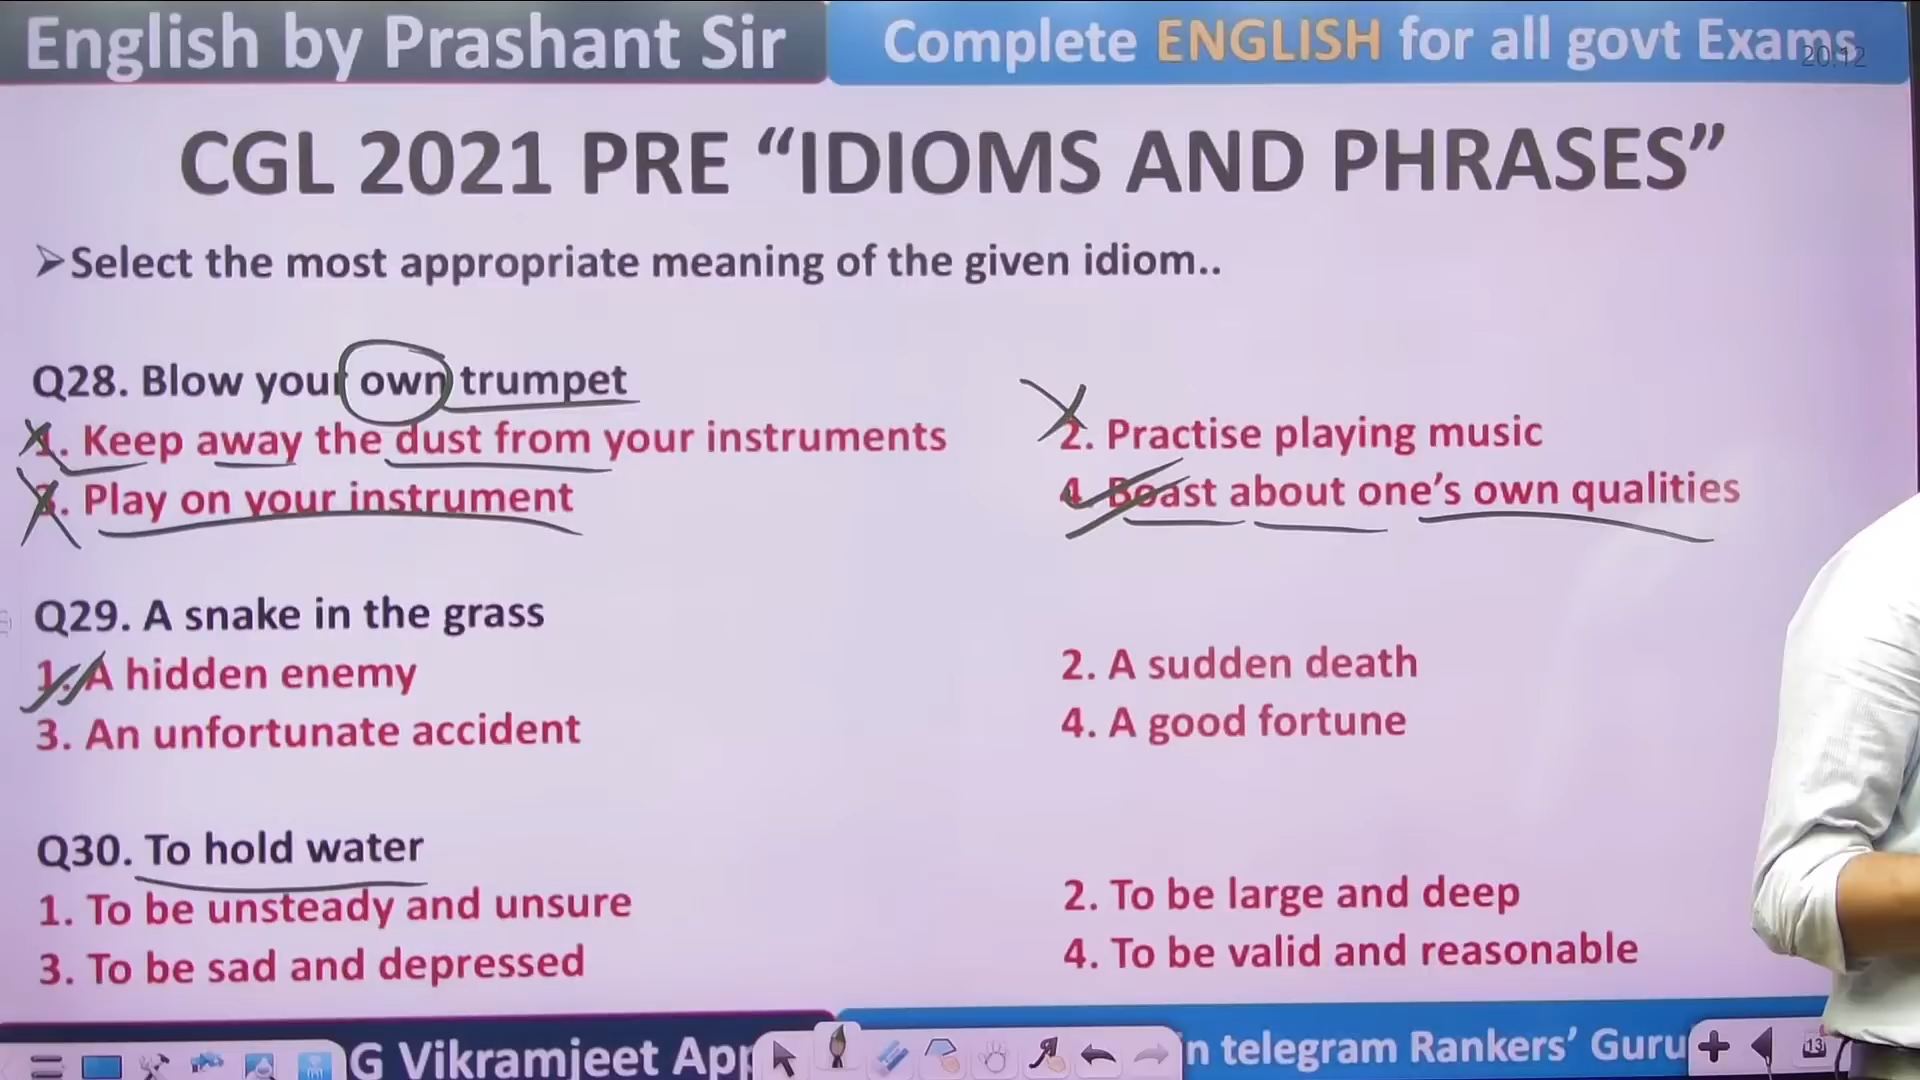 English by Prashant Sir
Complete ENGLISH for all govt Exams
20:12
CGL 2021 PRE “IDIOMS AND PHRASES”
➢Select the most appropriate meaning of the given idiom..
Q28. Blow your own trumpet
1. Keep away the dust from your instruments
2. Practise playing music
3. Play on your instrument
4. Boast about one’s own qualities
Q29. A snake in the grass
1. A hidden enemy
2. A sudden death
3. An unfortunate accident
4. A good fortune
Q30. To hold water
1. To be unsteady and unsure
2. To be large and deep
3. To be sad and depressed
4. To be valid and reasonable
G Vikramjeet App
n telegram Rankers’ Guru
13